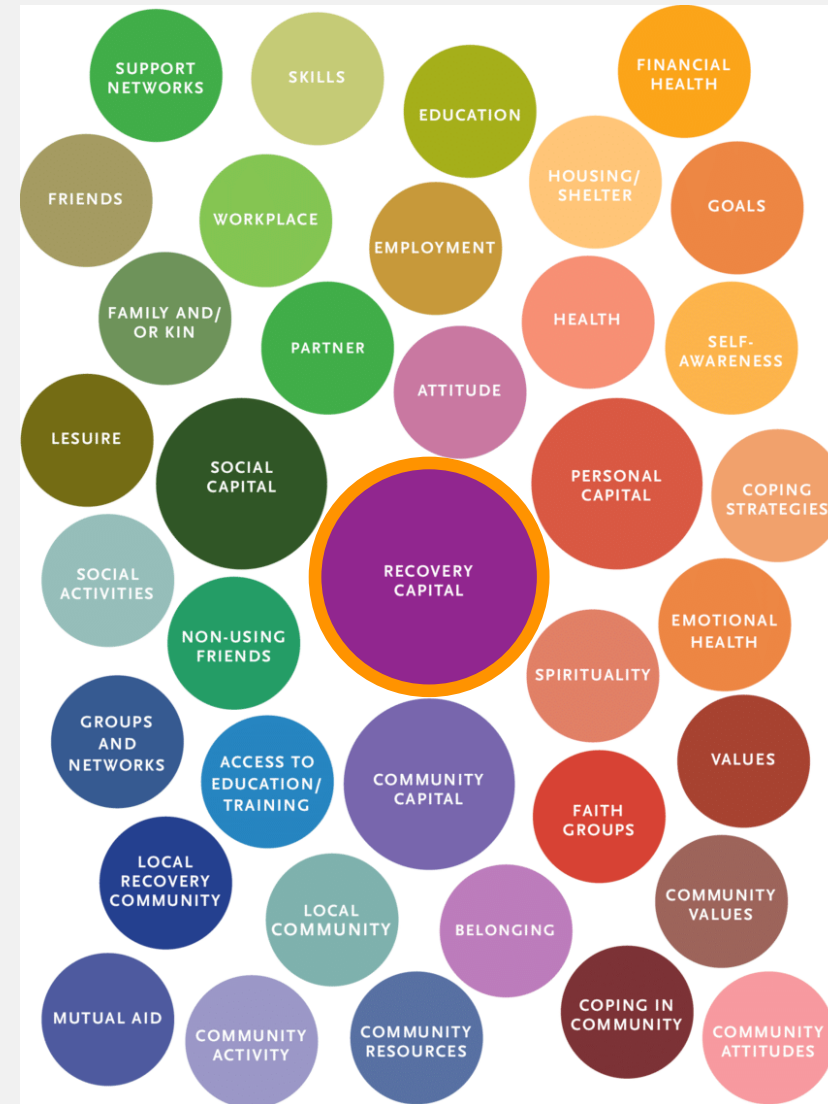 SUPPORT
NETWORKS
SKILLS
EDUCATION
FINANCIAL
HEALTH
FRIENDS
WORKPLACE
EMPLOYMENT
HOUSING/
SHELTER
GOALS
FAMILY AND/
OR KIN
PARTNER
ATTITUDE
HEALTH
SELF-
AWARENESS
LESUIRE
SOCIAL
CAPITAL
PERSONAL
CAPITAL
COPING
STRATEGIES
SOCIAL
ACTIVITIES
RECOVERY
CAPITAL
NON-USING
FRIENDS
SPIRITUALITY
EMOTIONAL
HEALTH
GROUPS
AND
NETWORKS
ACCESS TO
EDUCATION/
TRAINING
COMMUNITY
CAPITAL
FAITH
GROUPS
VALUES
LOCAL
RECOVERY
COMMUNITY
LOCAL
COMMUNITY
BELONGING
COMMUNITY
VALUES
MUTUAL AID
COMMUNITY
ACTIVITY
COMMUNITY
RESOURCES
COPING IN
COMMUNITY
COMMUNITY
ATTITUDES